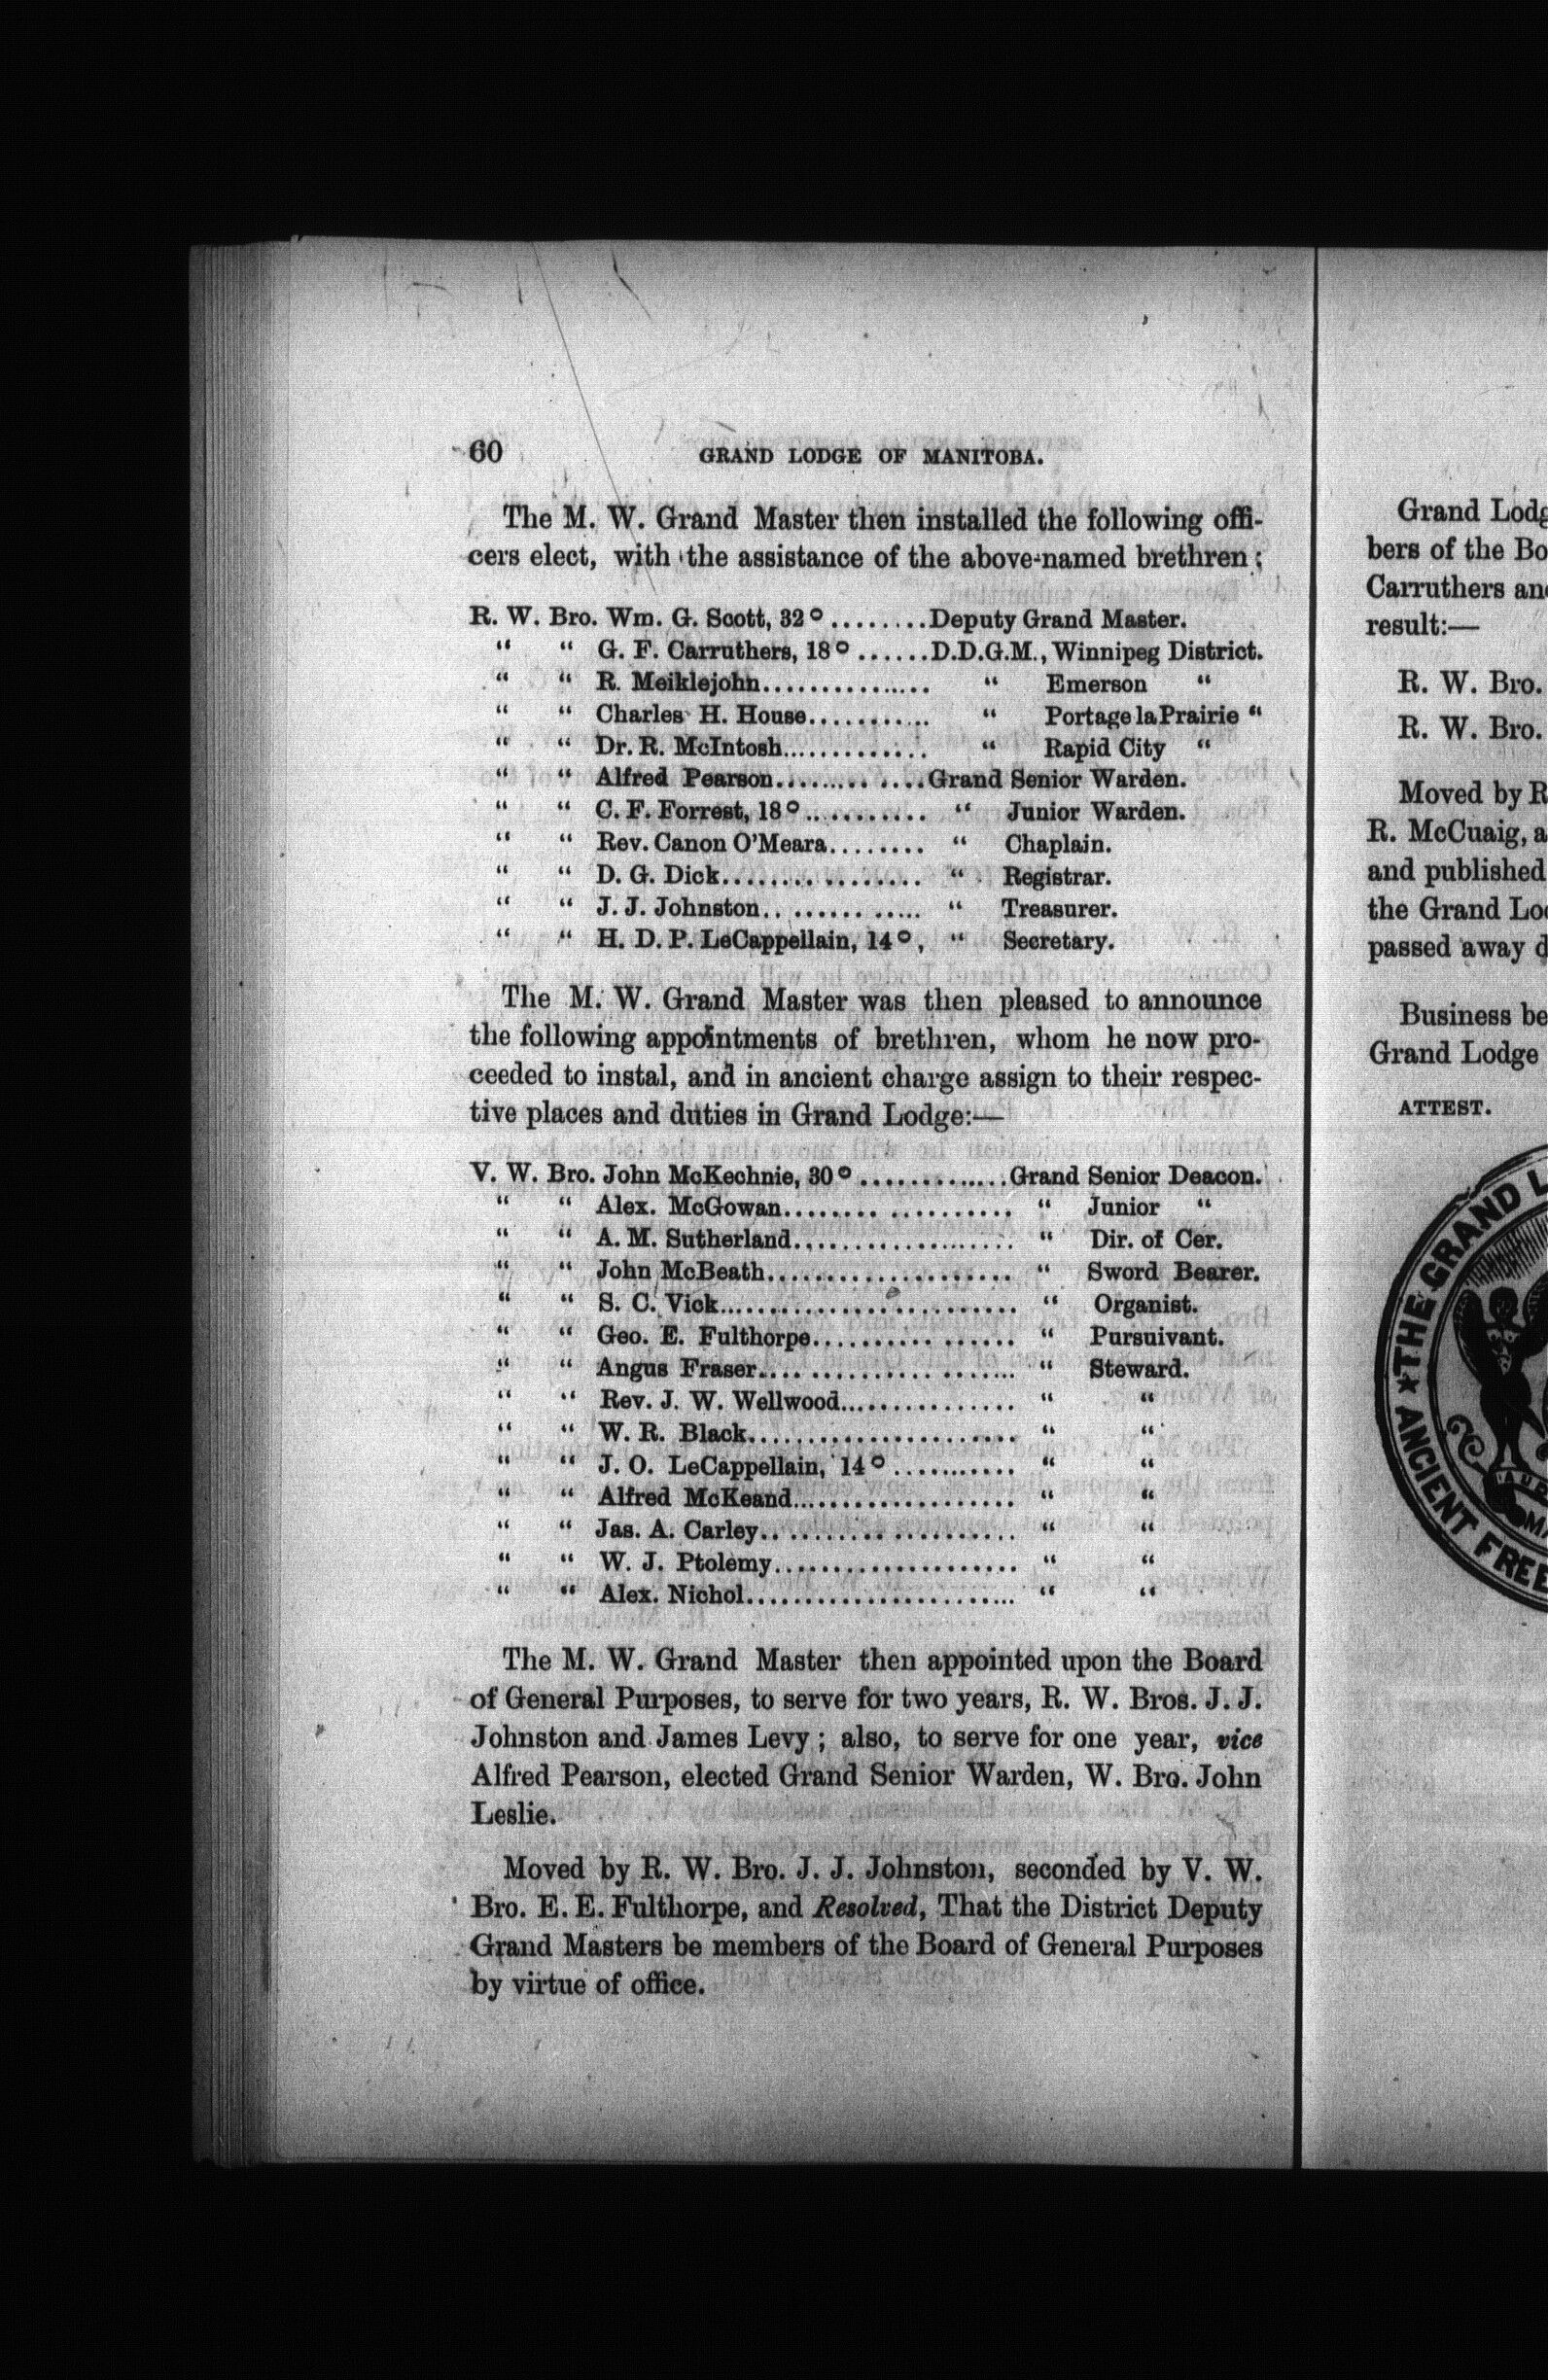 60 GRAND LODGE OF MANITOBA.
The M. W. Grand Master then installed the following offi-
cers elect, with the assistance of the above-named brethren:
R. W. Bro. Wm. G. Scott, 32° ........ Deputy Grand Master.
“ “ G. F. Carruthers, 18° ...... D.D.G.M., Winnipeg District.
“ “ R. Meiklejohn............... “ Emerson “
“ “ Charles H. House........... “ Portage la Prairie “
“ “ Dr. R. McIntosh............. “ Rapid City “
“ “ Alfred Pearson.............Grand Senior Warden.
“ “ C. F. Forrest, 18° ........... “ Junior Warden.
“ “ Rev. Canon O'Meara........ “ Chaplain.
“ “ D. G. Dick................. “ Registrar.
“ “ J. J. Johnston.............. “ Treasurer.
“ “ H. D. P. LeCappellain, 14°, “ Secretary.
The M. W. Grand Master was then pleased to announce
the following appointments of brethren, whom he now pro-
ceeded to instal, and in ancient charge assign to their respec-
tive places and duties in Grand Lodge:—
V. W. Bro. John McKechnie, 30° .............Grand Senior Deacon.
“ “ Alex. McGowan.................... “ Junior “
“ “ A. M. Sutherland................... “ Dir. of Cer.
“ “ John McBeath..................... “ Sword Bearer.
“ “ S. C. Vick......................... “ Organist.
“ “ Geo. E. Fulthorpe................. “ Pursuivant.
“ “ Angus Fraser...................... “ Steward.
“ “ Rev. J. W. Wellwood............... “ “
“ “ W. R. Black....................... “ “
“ “ J. O. LeCappellain, 14° ........... “ “
“ “ Alfred McKeand................... “ “
“ “ Jas. A. Carley...................... “ “
“ “ W. J. Ptolemy..................... “ “
“ “ Alex. Nichol....................... “ “
The M. W. Grand Master then appointed upon the Board
of General Purposes, to serve for two years, R. W. Bros. J. J.
Johnston and James Levy; also, to serve for one year, vice
Alfred Pearson, elected Grand Senior Warden, W. Bro. John
Leslie.
Moved by R. W. Bro. J. J. Johnston, seconded by V. W.
Bro. E. E. Fulthorpe, and Resolved, That the District Deputy
Grand Masters be members of the Board of General Purposes
by virtue of office.
Grand Lodg
bers of the Bo
Carruthers an
result:—
R. W. Bro.
R. W. Bro.
Moved by R
R. McCuaig, a
and published
the Grand Lo
passed away d
Business be
Grand Lodge
ATTEST.
★ THE GRAND L
ANCIENT FREE